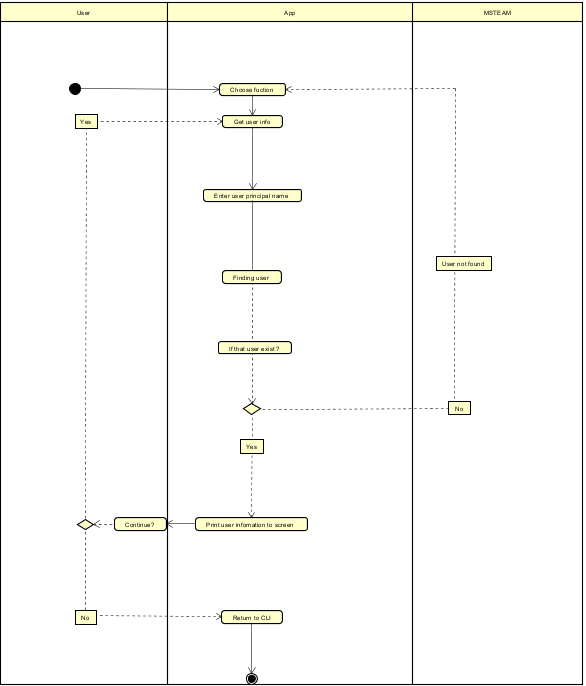 User
App
MSTEAM
Choose fuction
Yes
Get user info
Enter user principal name
User not found
Finding user
If that user exist?
No
Yes
Continue?
Print user infomation to screen
No
Return to CLI